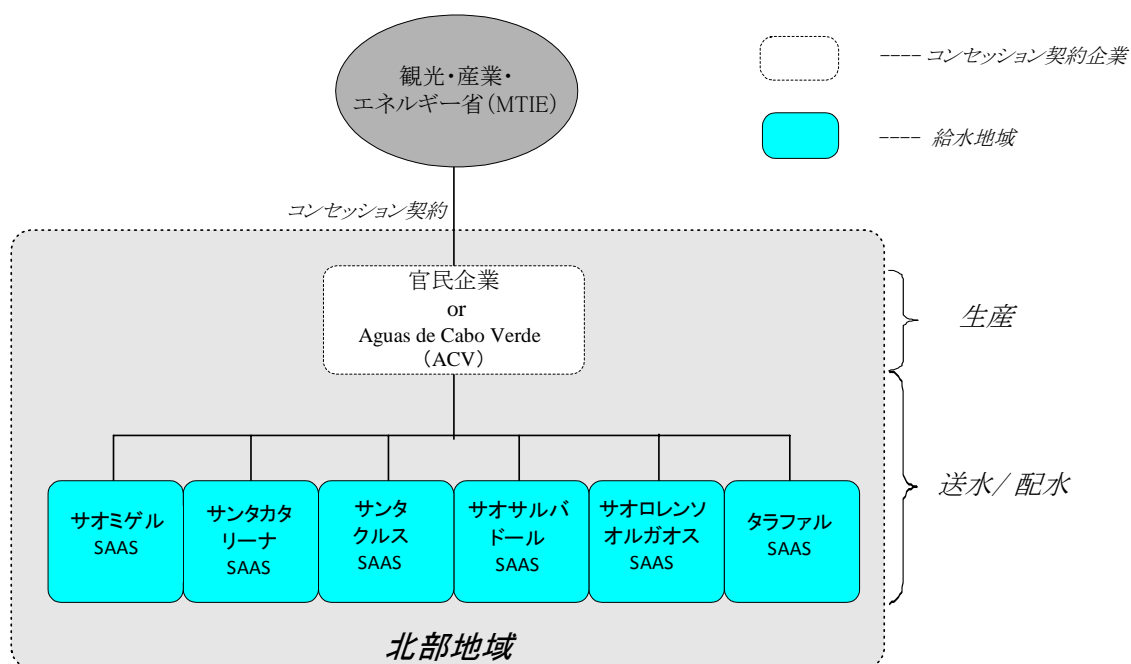 観光・産業・
エネルギー省(MTIE)
---- コンセッション契約企業
---- 給水地域
コンセッション契約
官民企業
or
Aguas de Cabo Verde
(ACV)
生産
サオミゲル
SAAS
サンタカタ
リーナ
SAAS
サンタ
クルス
SAAS
サオサルバ
ドール
SAAS
サオロレンソ
オルガオス
SAAS
タラファル
SAAS
送水/配水
北部地域